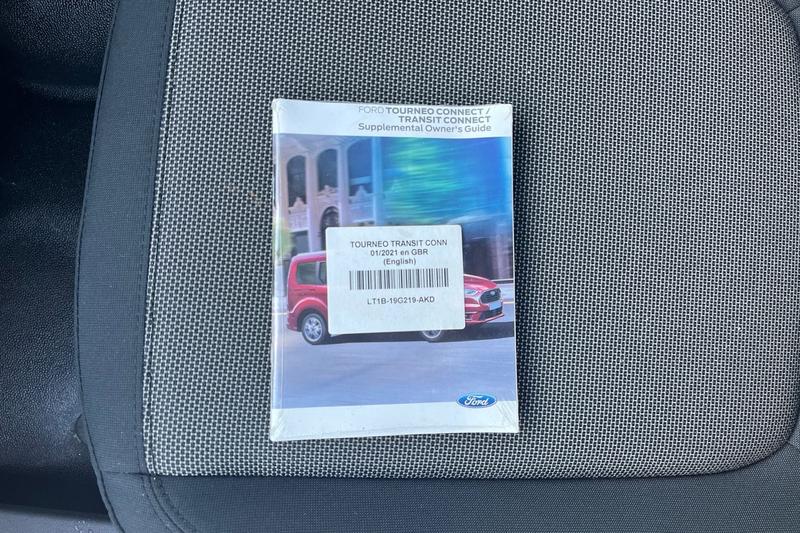 FORD TOURNEO CONNECT /
TRANSIT CONNECT
Supplemental Owner's Guide
TOURNEO TRANSIT CONN
01/2021 en GBR
(English)
LT1B-19G219-AKD
Ford